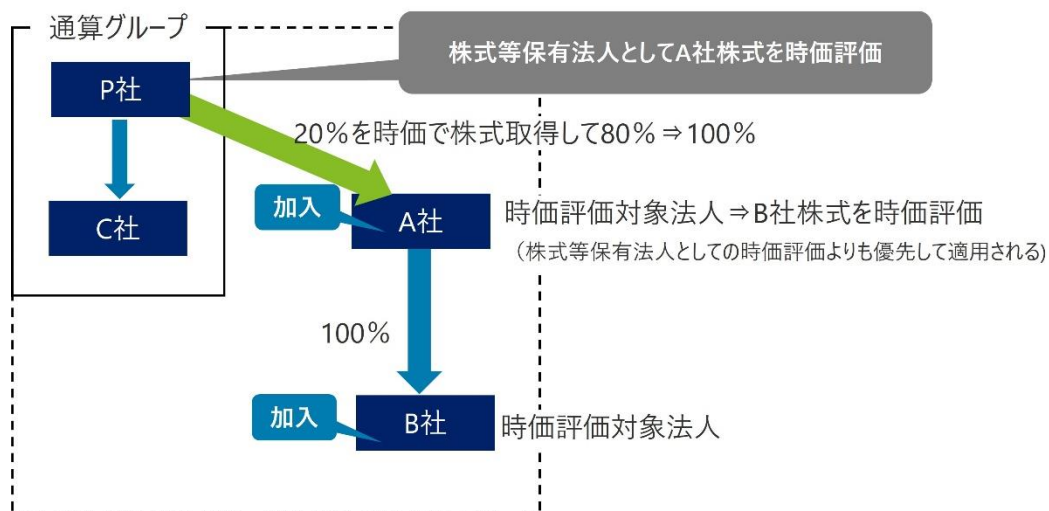 通算グループ
株式等保有法人としてA社株式を時価評価
P社
20%を時価で株式取得して80%⇒100%
加入
A社
時価評価対象法人⇒B社株式を時価評価
(株式等保有法人としての時価評価よりも優先して適用される)
C社
100%
加入
B社
時価評価対象法人